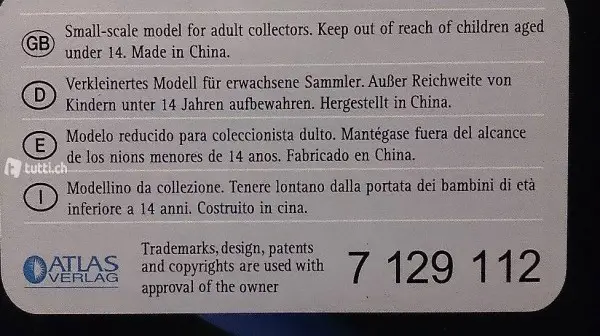 GB
Small-scale model for adult collectors. Keep out of reach of children aged
under 14. Made in China.
D
Verkleinertes Modell für erwachsene Sammler. Außer Reichweite von
Kindern unter 14 Jahren aufbewahren. Hergestellt in China.
E
Modelo reducido para coleccionista dulto. Mantégase fuera del alcance
de los nions menores de 14 anos. Fabricado en China.
tutti.ch
I
Modellino da collezione. Tenere lontano dalla portata dei bambini di età
inferiore a 14 anni. Costruito in cina.
ATLAS
VERLAG
Trademarks, design, patents
and copyrights are used with
approval of the owner
7 129 112